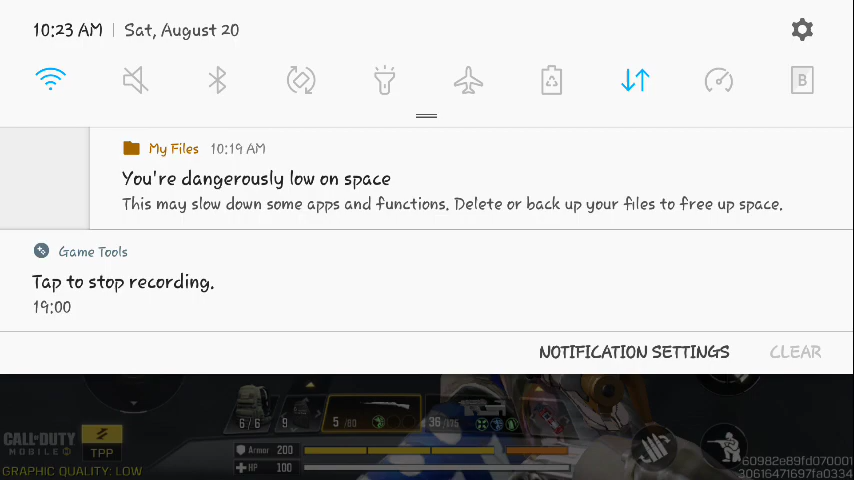 10:23 AM | Sat, August 20
B
My Files 10:19 AM
You're dangerously low on space
This may slow down some apps and functions. Delete or back up your files to free up space.
Game Tools
Tap to stop recording.
19:00
NOTIFICATION SETTINGS CLEAR
6/6 9 5/80 36/175
CALL OF DUTY
MOBILE
TPP
Armor 200
HP 100
GRAPHIC QUALITY: LOW
60982e89fd070001
30616471697fa0334